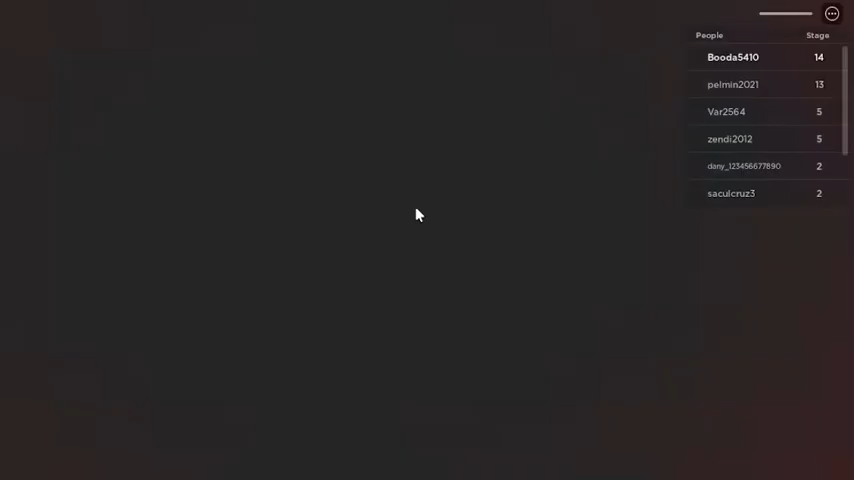 People Stage
Booda5410 14
pelmin2021 13
Var2564 5
zendi2012 5
dany_123456677890 2
saculcruz3 2